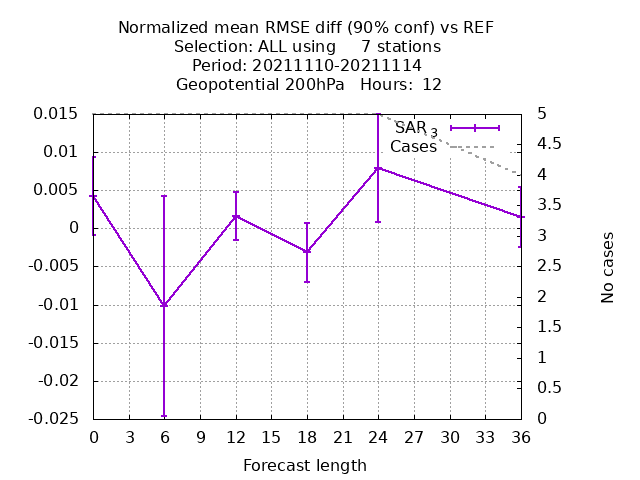 Normalized mean RMSE diff (90% conf) vs REF
Selection: ALL using     7 stations
Period: 20211110-20211114
Geopotential 200hPa   Hours:  12
0.015
0.01
0.005
0
-0.005
-0.01
-0.015
-0.02
-0.025
SAR 3
Cases
5
4.5
4
3.5
3
2.5
2
1.5
1
0.5
0
No cases
0 3 6 9 12 15 18 21 24 27 30 33 36
Forecast length